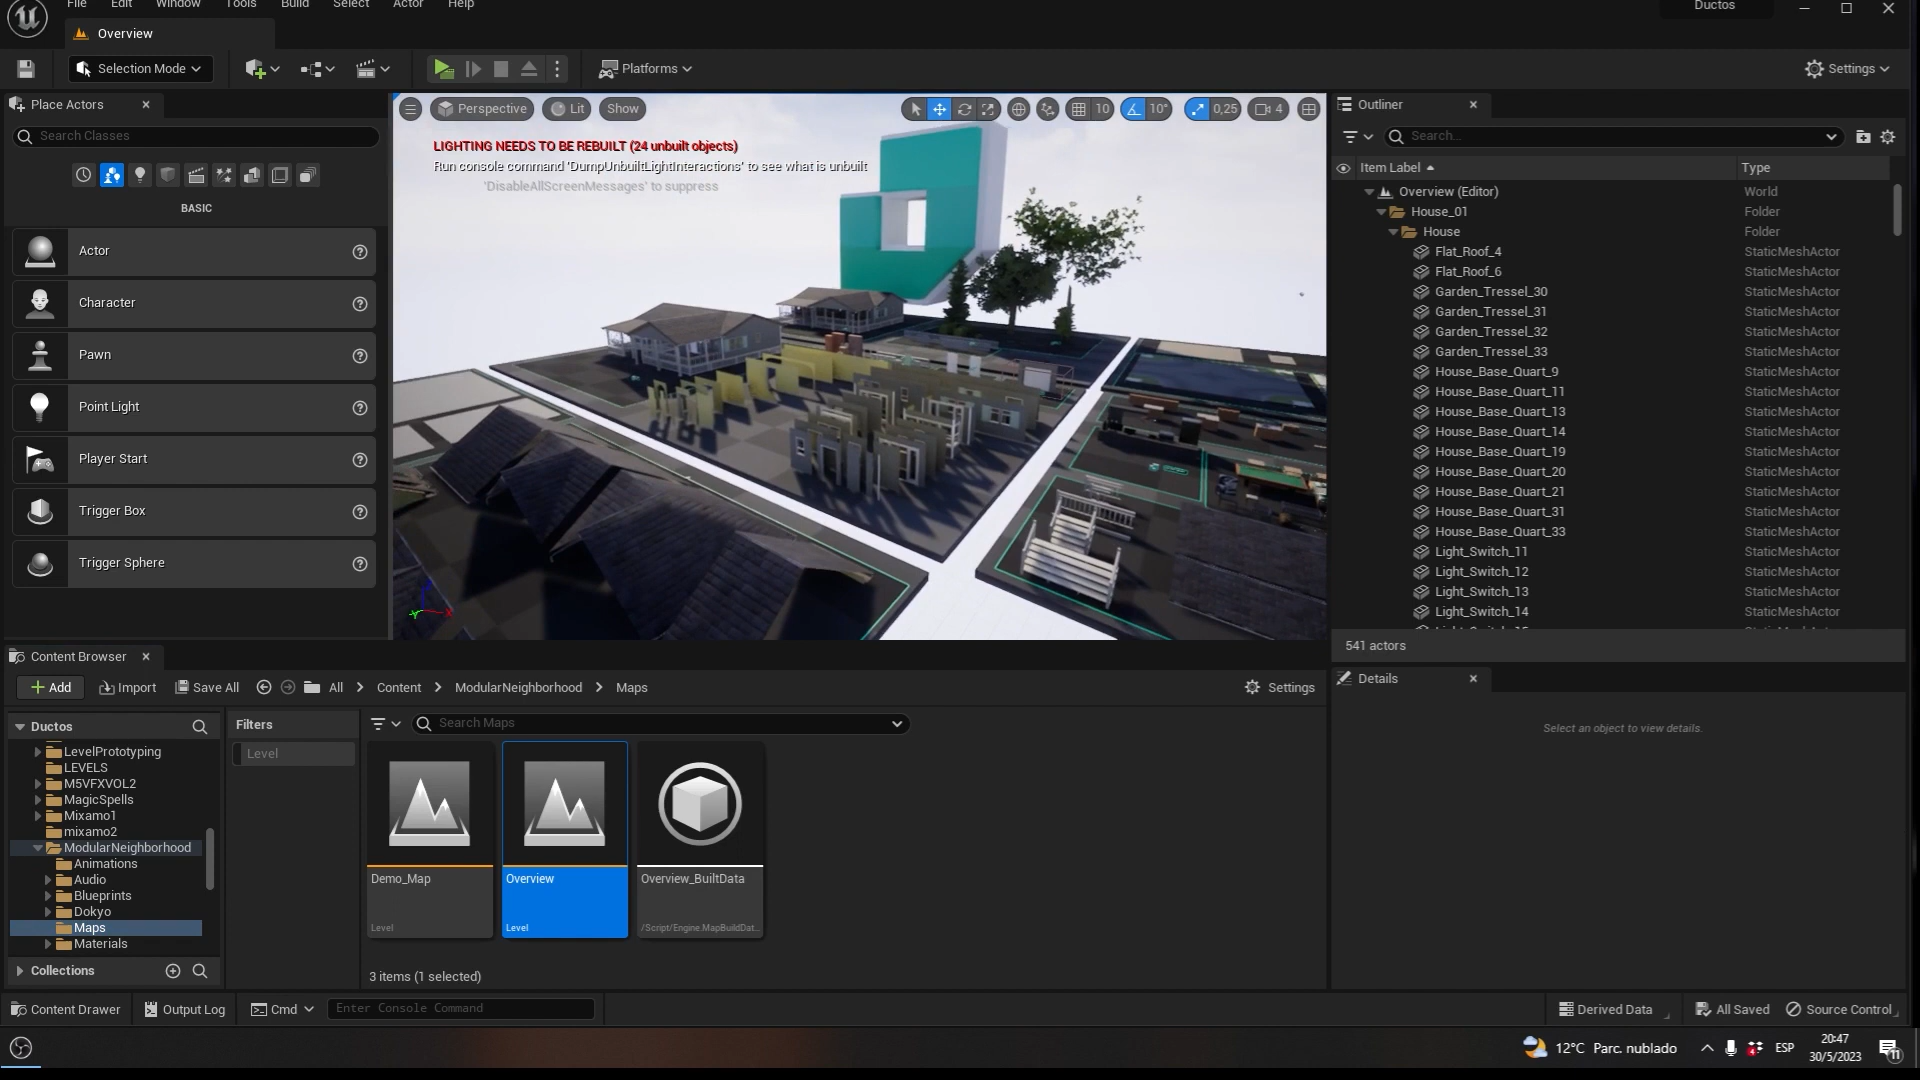 File Edit Window Tools Build Select Actor Help
Ductos
Overview
Selection Mode
Platforms
Settings
Place Actors
Search Classes
BASIC
Actor
Character
Pawn
Point Light
Player Start
Trigger Box
Trigger Sphere
Perspective Lit Show
10 10° 0,25 4
LIGHTING NEEDS TO BE REBUILT (24 unbuilt objects)
Run console command 'DumpUnbuiltLightInteractions' to see what is unbuilt
'DisableAllScreenMessages' to suppress
Outliner
Search...
Item Label Type
Overview (Editor) World
House_01 Folder
House Folder
Flat_Roof_4 StaticMeshActor
Flat_Roof_6 StaticMeshActor
Garden_Tressel_30 StaticMeshActor
Garden_Tressel_31 StaticMeshActor
Garden_Tressel_32 StaticMeshActor
Garden_Tressel_33 StaticMeshActor
House_Base_Quart_9 StaticMeshActor
House_Base_Quart_11 StaticMeshActor
House_Base_Quart_13 StaticMeshActor
House_Base_Quart_14 StaticMeshActor
House_Base_Quart_19 StaticMeshActor
House_Base_Quart_20 StaticMeshActor
House_Base_Quart_21 StaticMeshActor
House_Base_Quart_31 StaticMeshActor
House_Base_Quart_33 StaticMeshActor
Light_Switch_11 StaticMeshActor
Light_Switch_12 StaticMeshActor
Light_Switch_13 StaticMeshActor
Light_Switch_14 StaticMeshActor
541 actors
Details
Select an object to view details.
Content Browser
Add Import Save All All Content ModularNeighborhood Maps Settings
Ductos
LevelPrototyping
LEVELS
M5VFXVOL2
MagicSpells
Mixamo1
mixamo2
ModularNeighborhood
Animations
Audio
Blueprints
Dokyo
Maps
Materials
Collections
Filters
Level
Search Maps
Demo_Map
Level
Overview
Level
Overview_BuiltData
/Script/Engine.MapBuildDat...
3 items (1 selected)
Content Drawer Output Log Cmd Enter Console Command
Derived Data All Saved Source Control
12°C Parc. nublado
ESP
20:47
30/5/2023
11